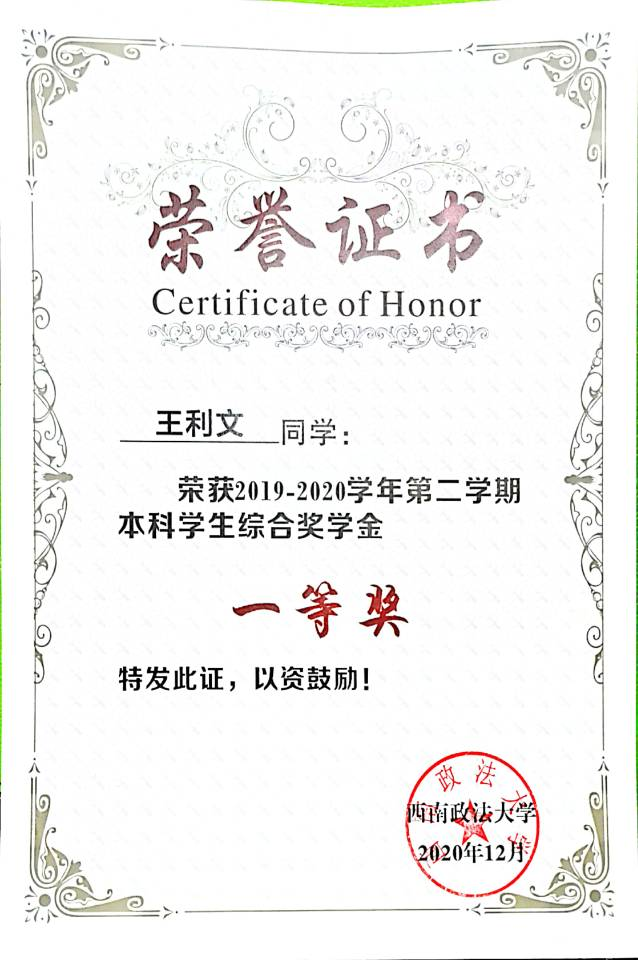 荣誉证书
Certificate of Honor
王利文 同学：
荣获2019-2020学年第二学期
本科学生综合奖学金
一等奖
特发此证，以资鼓励！
西南政法大学
西南政法大学
2020年12月